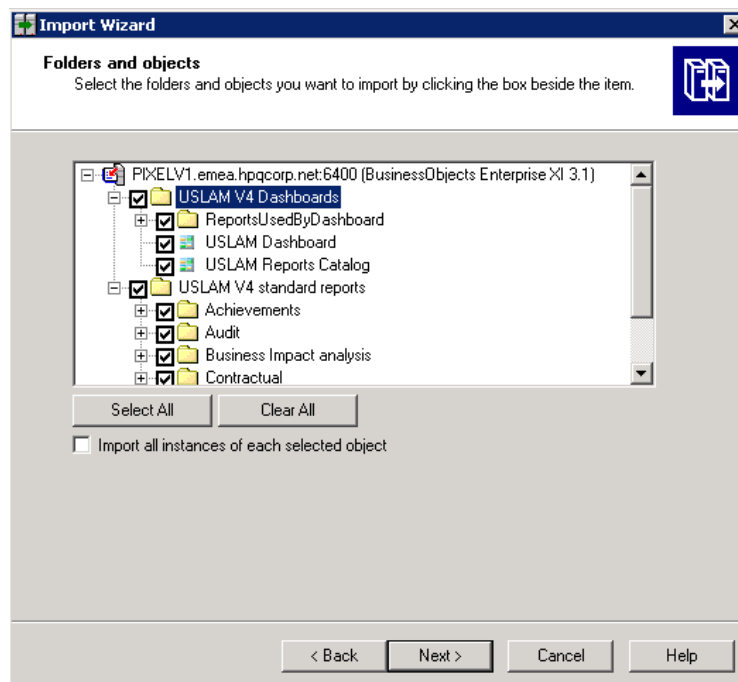 Import Wizard
Folders and objects
Select the folders and objects you want to import by clicking the box beside the item.
PIXELV1.emea.hpqcorp.net:6400 (BusinessObjects Enterprise XI 3.1)
USLAM V4 Dashboards
ReportsUsedByDashboard
USLAM Dashboard
USLAM Reports Catalog
USLAM V4 standard reports
Achievements
Audit
Business Impact analysis
Contractual
Select All Clear All
Import all instances of each selected object
< Back Next > Cancel Help